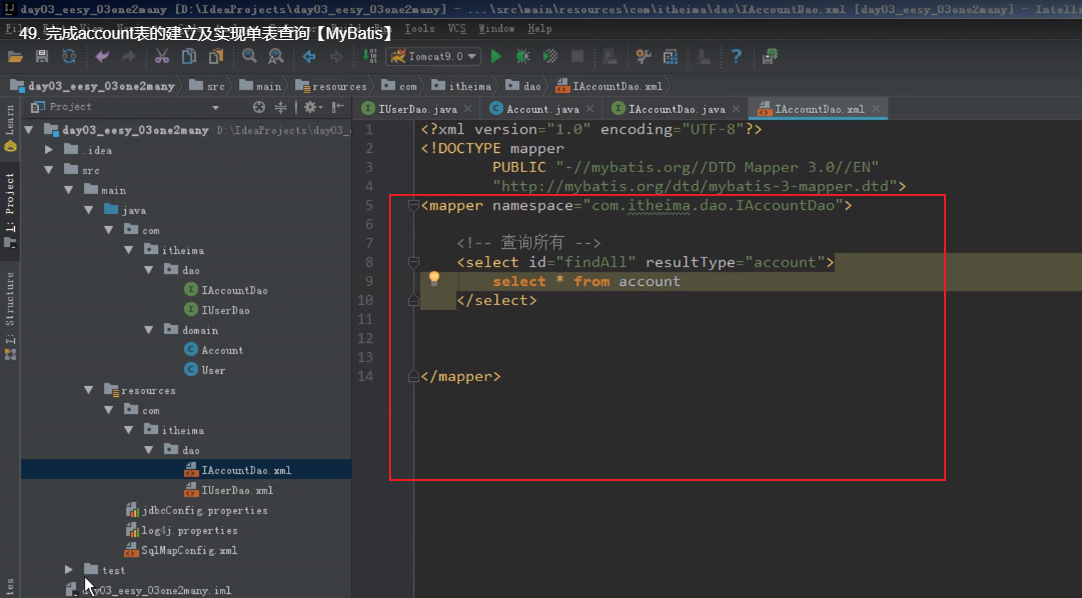 day03_eesy_03one2many [D:\IdeaProjects\day03_eesy_03one2many] - ...\src\main\resources\com\itheima\dao\IAccountDao.xml [day03_eesy_03one2many] - Intelli
49. 完成account表的建立及实现单表查询【MyBatis】
Tools VCS Window Help
Tomcat9.0
day03_eesy_03one2many src main resources com itheima dao IAccountDao.xml
Project
IUserDao.java Account.java IAccountDao.java IAccountDao.xml
Learn
1: Project
Z: Structure
day03_eesy_03one2many D:\IdeaProjects\day03_
.idea
src
main
java
com
itheima
dao
IAccountDao
IUserDao
domain
Account
User
resources
com
itheima
dao
IAccountDao.xml
IUserDao.xml
jdbcConfig.properties
log4j.properties
SqlMapConfig.xml
test
day03_eesy_03one2many.iml
1 <?xml version="1.0" encoding="UTF-8"?>
2 <!DOCTYPE mapper
3 PUBLIC "-//mybatis.org//DTD Mapper 3.0//EN"
4 "http://mybatis.org/dtd/mybatis-3-mapper.dtd">
5 <mapper namespace="com.itheima.dao.IAccountDao">
6
7 <!-- 查询所有 -->
8 <select id="findAll" resultType="account">
9 select * from account
10 </select>
11
12
13
14 </mapper>